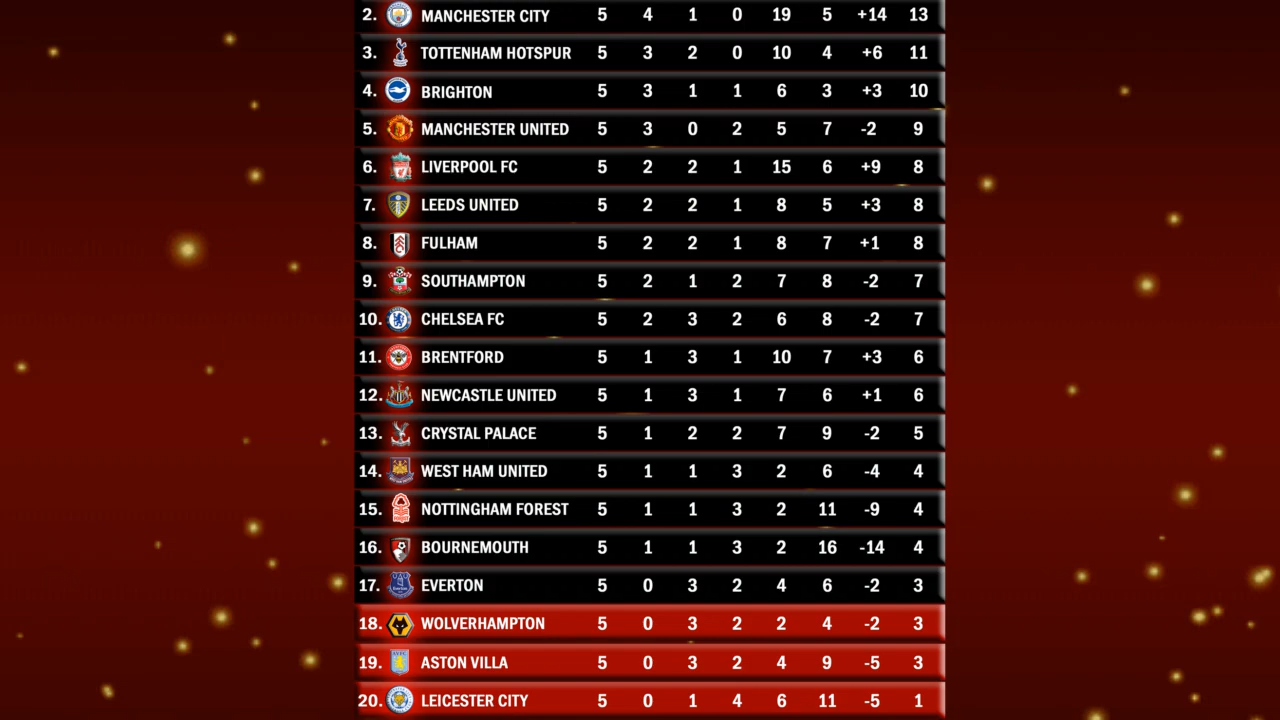 2. MANCHESTER CITY 5 4 1 0 19 5 +14 13
3. TOTTENHAM HOTSPUR 5 3 2 0 10 4 +6 11
4. BRIGHTON 5 3 1 1 6 3 +3 10
5. MANCHESTER UNITED 5 3 0 2 5 7 -2 9
6. LIVERPOOL FC 5 2 2 1 15 6 +9 8
7. LEEDS UNITED 5 2 2 1 8 5 +3 8
8. FULHAM 5 2 2 1 8 7 +1 8
9. SOUTHAMPTON 5 2 1 2 7 8 -2 7
10. CHELSEA FC 5 2 3 2 6 8 -2 7
11. BRENTFORD 5 1 3 1 10 7 +3 6
12. NEWCASTLE UNITED 5 1 3 1 7 6 +1 6
13. CRYSTAL PALACE 5 1 2 2 7 9 -2 5
14. WEST HAM UNITED 5 1 1 3 2 6 -4 4
15. NOTTINGHAM FOREST 5 1 1 3 2 11 -9 4
16. BOURNEMOUTH 5 1 1 3 2 16 -14 4
17. EVERTON 5 0 3 2 4 6 -2 3
18. WOLVERHAMPTON 5 0 3 2 2 4 -2 3
19. ASTON VILLA 5 0 3 2 4 9 -5 3
20. LEICESTER CITY 5 0 1 4 6 11 -5 1